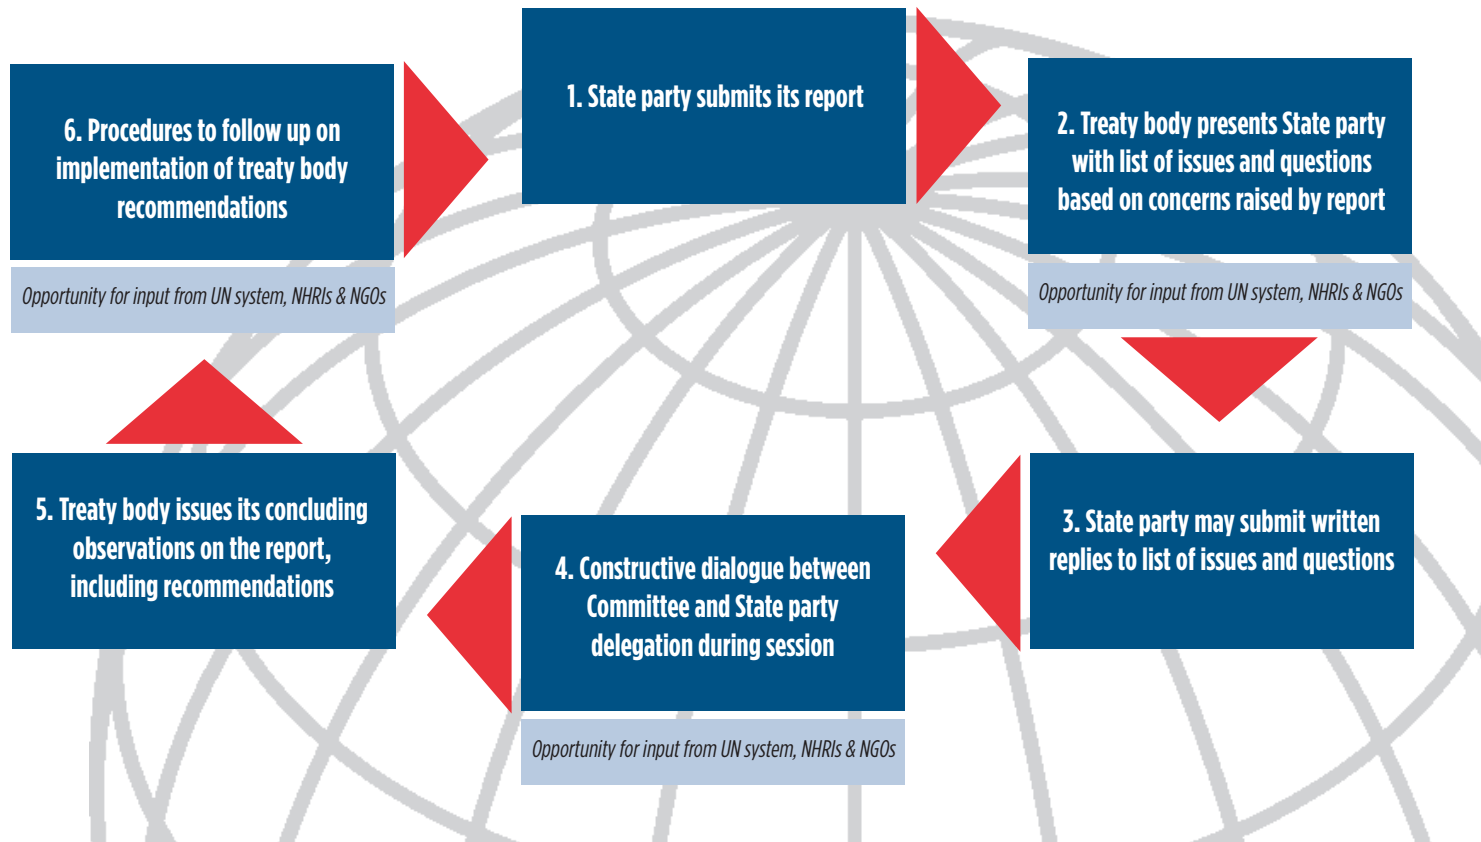 1. State party submits its report
2. Treaty body presents State party
with list of issues and questions
based on concerns raised by report
Opportunity for input from UN system, NHRIs & NGOs
3. State party may submit written
replies to list of issues and questions
4. Constructive dialogue between
Committee and State party
delegation during session
Opportunity for input from UN system, NHRIs & NGOs
5. Treaty body issues its concluding
observations on the report,
including recommendations
6. Procedures to follow up on
implementation of treaty body
recommendations
Opportunity for input from UN system, NHRIs & NGOs